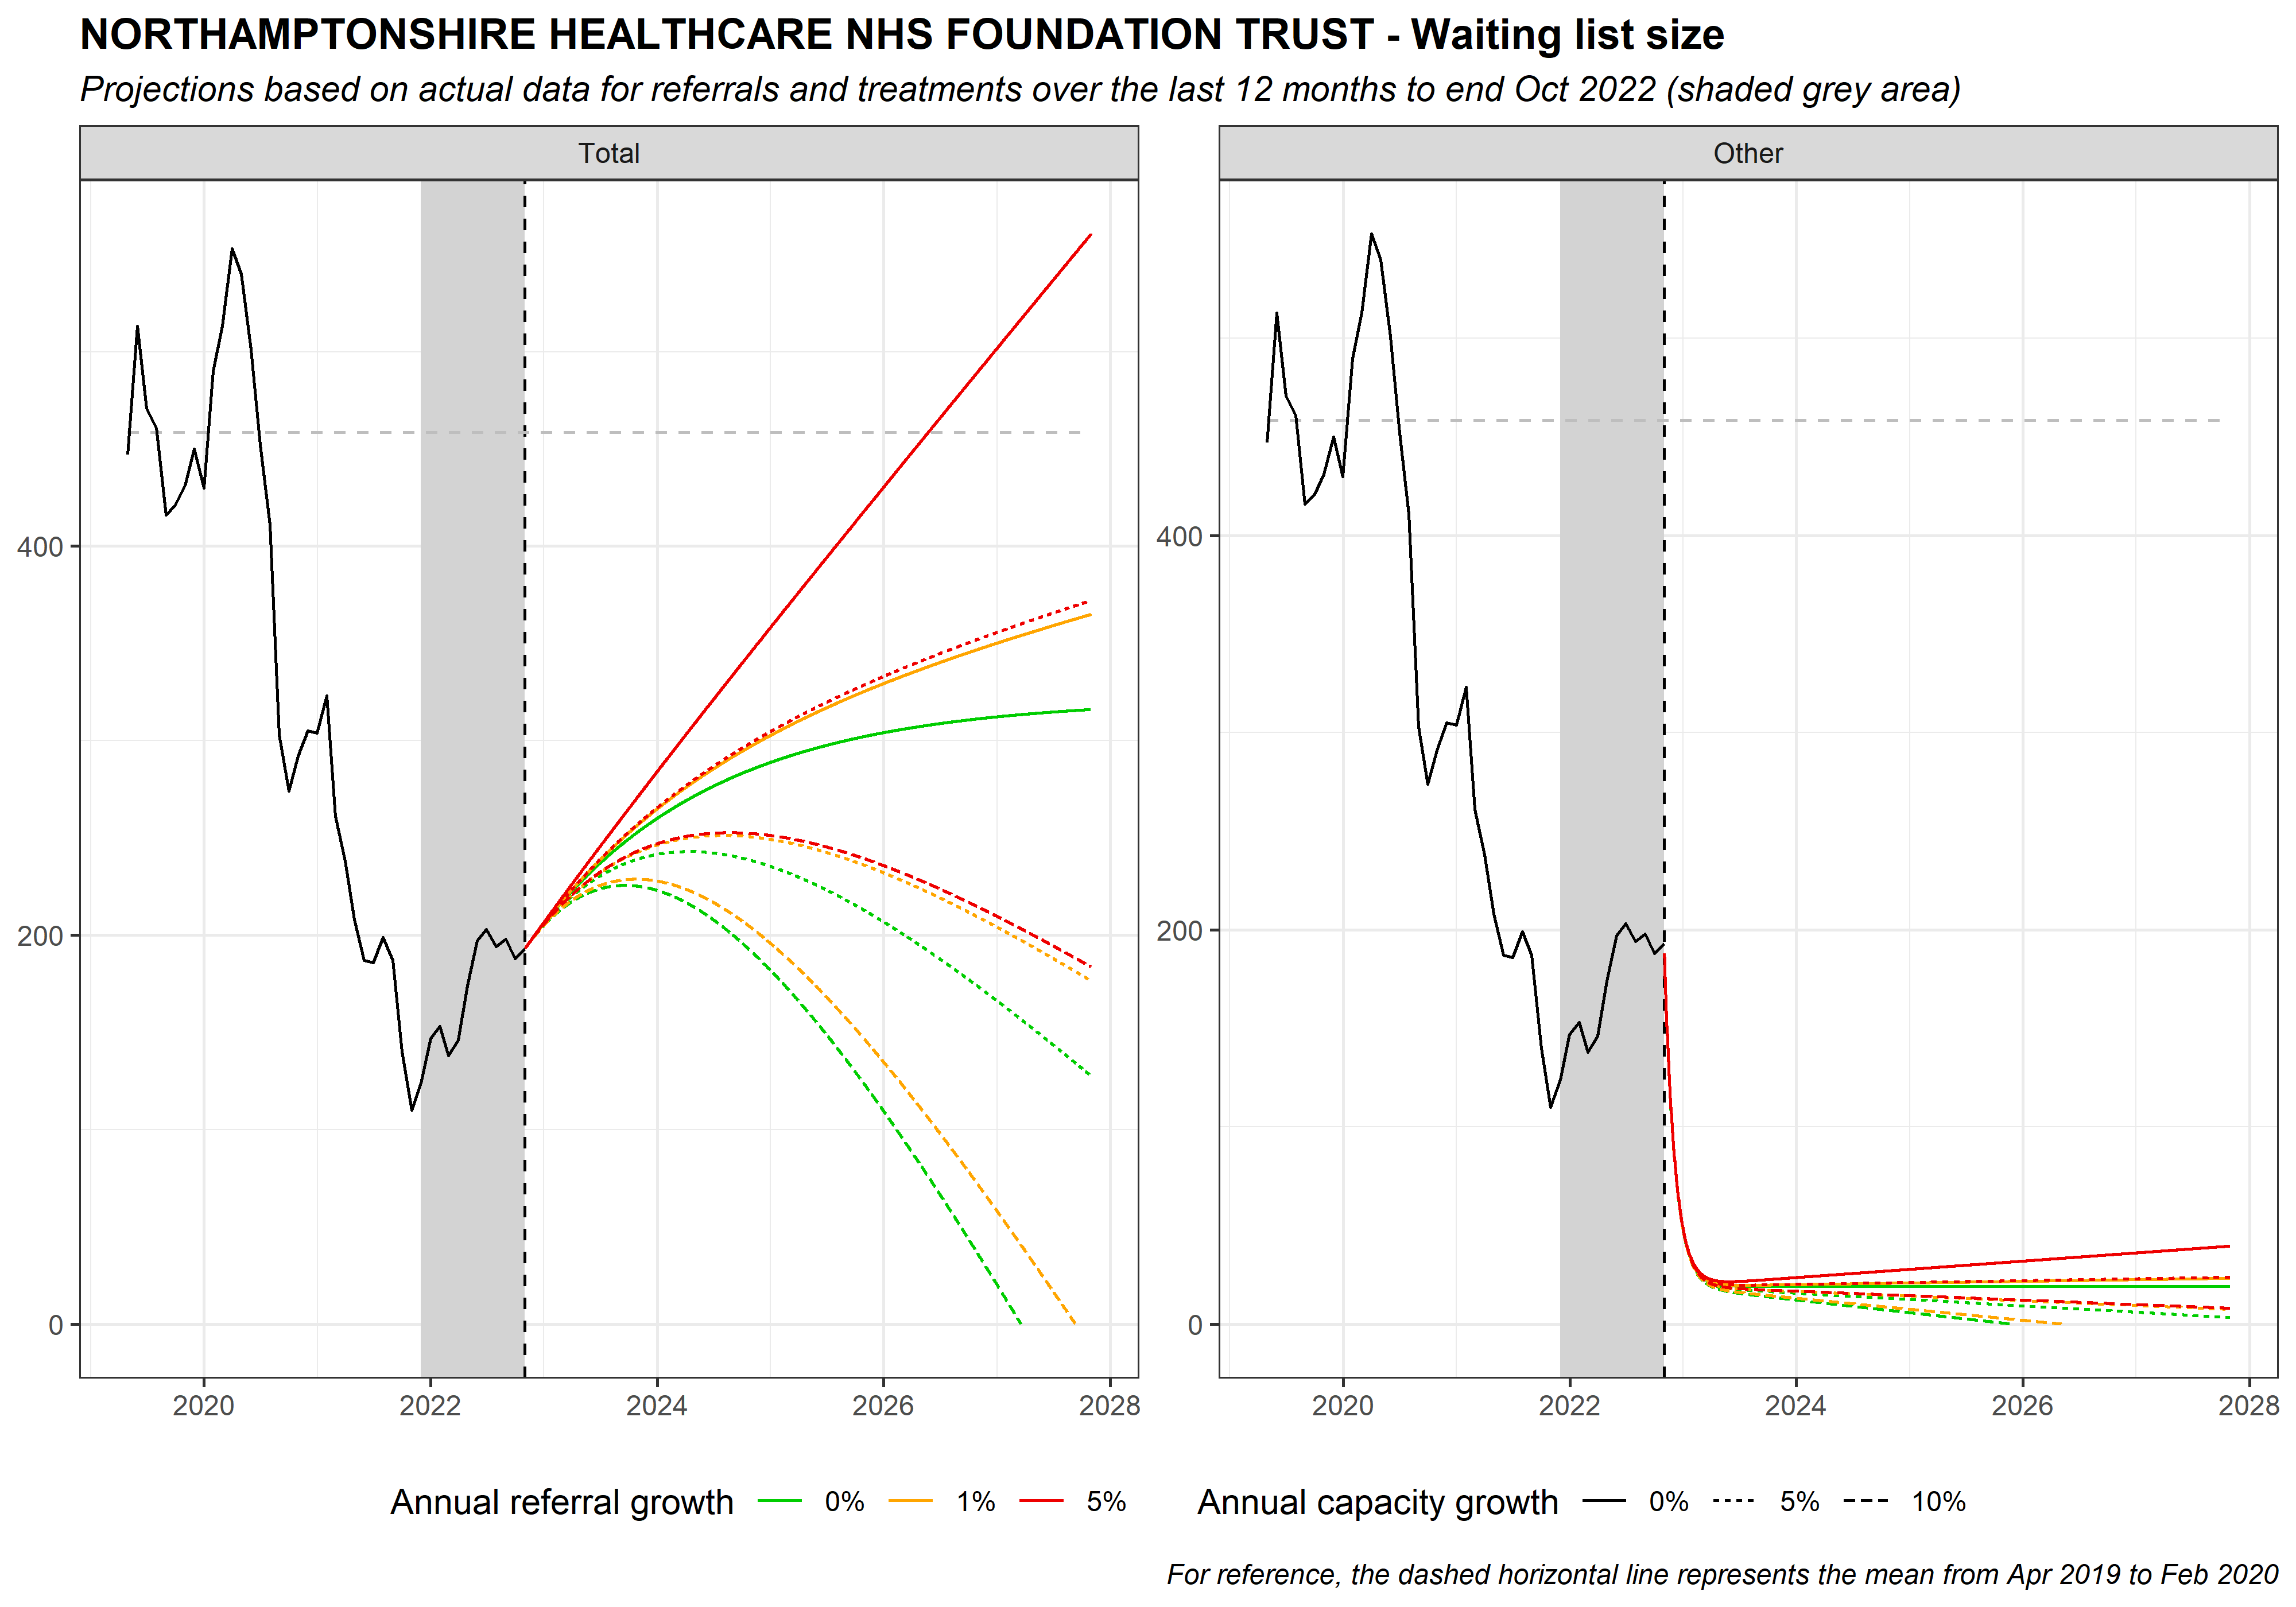 NORTHAMPTONSHIRE HEALTHCARE NHS FOUNDATION TRUST - Waiting list size
Projections based on actual data for referrals and treatments over the last 12 months to end Oct 2022 (shaded grey area)
Total
Other
400
200
0
400
200
0
2020 2022 2024 2026 2028
2020 2022 2024 2026 2028
Annual referral growth 0% 1% 5%
Annual capacity growth 0% 5% 10%
For reference, the dashed horizontal line represents the mean from Apr 2019 to Feb 2020